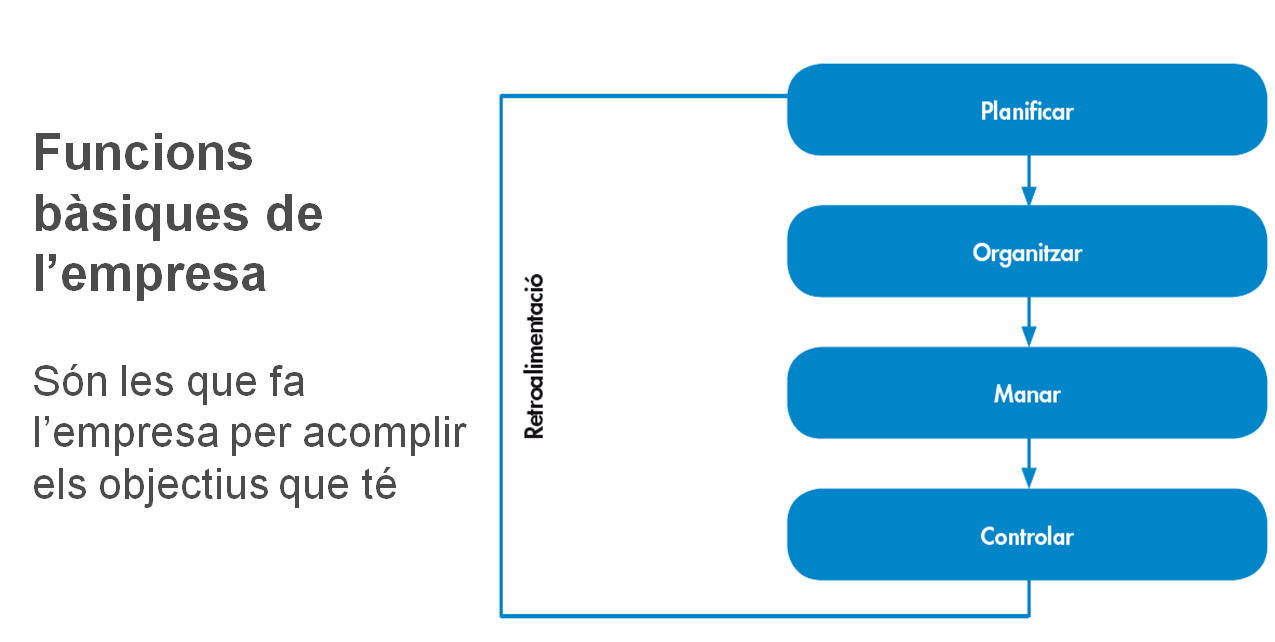 Funcions
bàsiques de
l’empresa
Són les que fa
l’empresa per acomplir
els objectius que té
Retroalimentació
Planificar
Organitzar
Manar
Controlar